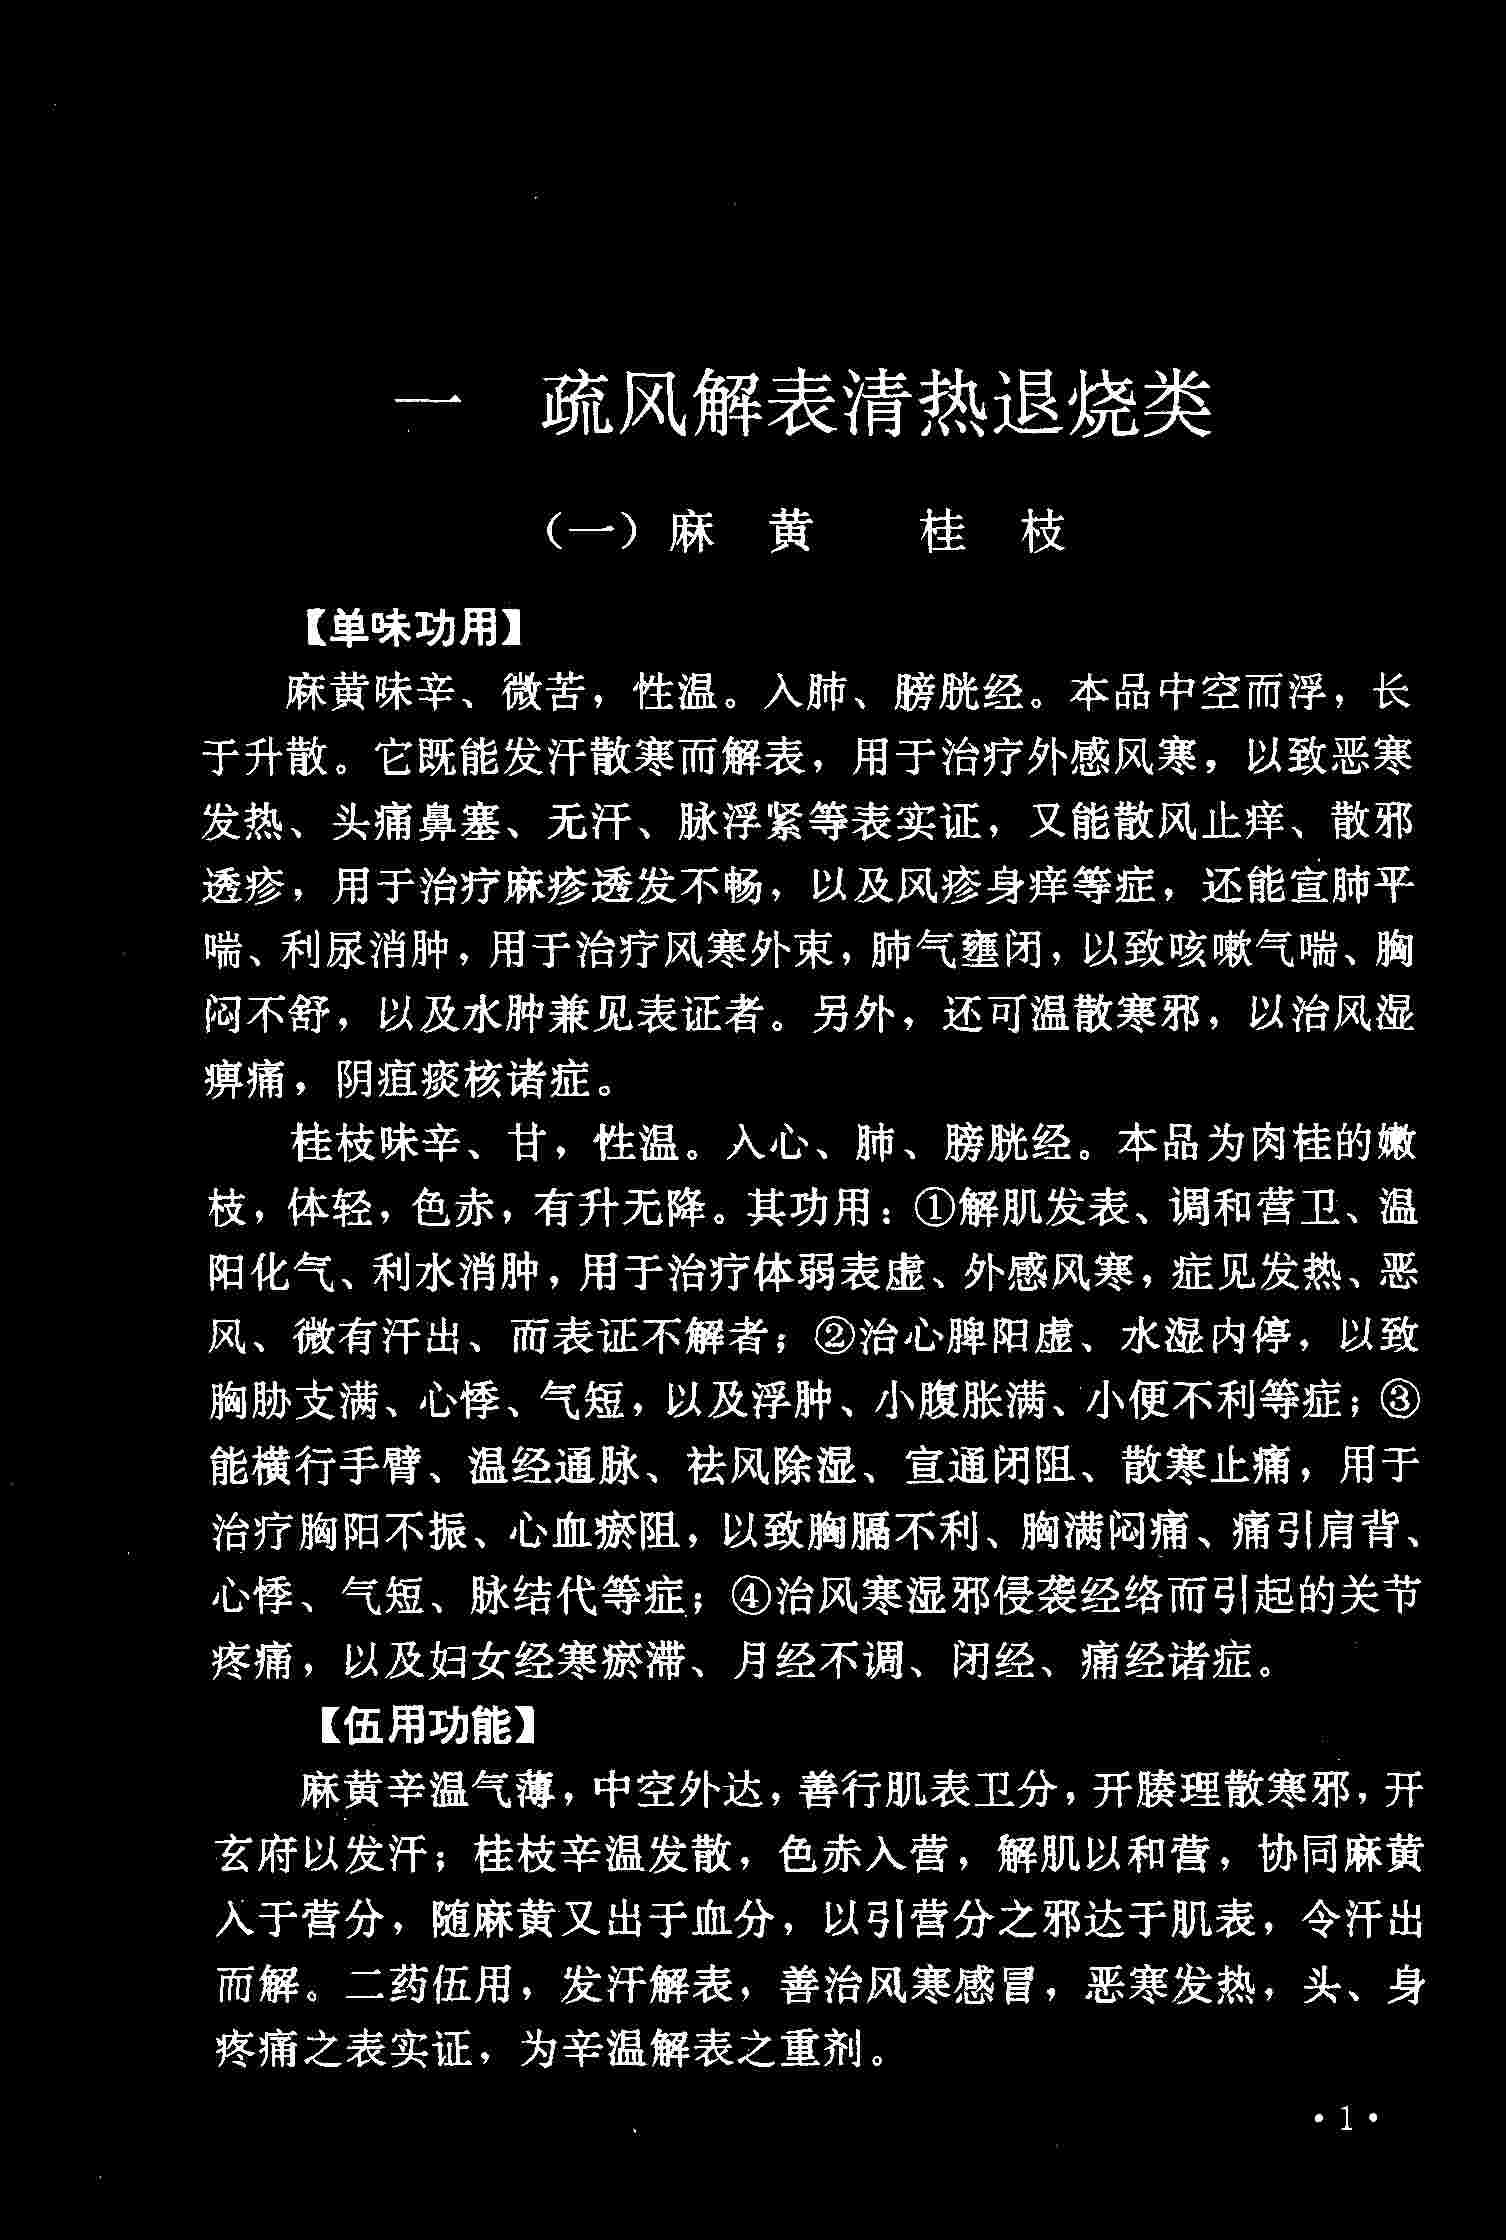 一　疏风解表清热退烧类
（一）麻　黄　　桂　枝
【单味功用】
麻黄味辛、微苦，性温。入肺、膀胱经。本品中空而浮，长
于升散。它既能发汗散寒而解表，用于治疗外感风寒，以致恶寒
发热、头痛鼻塞、无汗、脉浮紧等表实证，又能散风止痒、散邪
透疹，用于治疗麻疹透发不畅，以及风疹身痒等症，还能宣肺平
喘、利尿消肿，用于治疗风寒外束，肺气壅闭，以致咳嗽气喘、胸
闷不舒，以及水肿兼见表证者。另外，还可温散寒邪，以治风湿
痹痛，阴疽痰核诸症。
桂枝味辛、甘，性温。入心、肺、膀胱经。本品为肉桂的嫩
枝，体轻，色赤，有升无降。其功用：①解肌发表、调和营卫、温
阳化气、利水消肿，用于治疗体弱表虚、外感风寒，症见发热、恶
风、微有汗出、而表证不解者；②治心脾阳虚、水湿内停，以致
胸胁支满、心悸、气短，以及浮肿、小腹胀满、小便不利等症；③
能横行手臂、温经通脉、祛风除湿、宣通闭阻、散寒止痛，用于
治疗胸阳不振、心血瘀阻，以致胸膈不利、胸满闷痛、痛引肩背、
心悸、气短、脉结代等症；④治风寒湿邪侵袭经络而引起的关节
疼痛，以及妇女经寒瘀滞、月经不调、闭经、痛经诸症。
【伍用功能】
麻黄辛温气薄，中空外达，善行肌表卫分，开腠理散寒邪，开
玄府以发汗；桂枝辛温发散，色赤入营，解肌以和营，协同麻黄
入于营分，随麻黄又出于血分，以引营分之邪达于肌表，令汗出
而解。二药伍用，发汗解表，善治风寒感冒，恶寒发热，头、身
疼痛之表实证，为辛温解表之重剂。
·1·